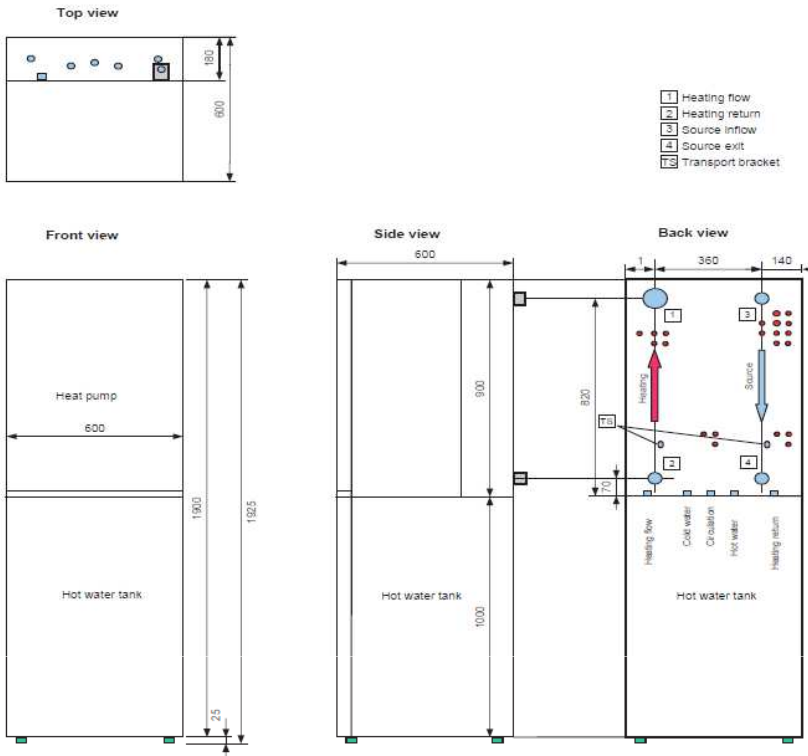 Top view
180
600
1 Heating flow
2 Heating return
3 Source inflow
4 Source exit
TS Transport bracket
Front view
Side view
Back view
600
1
360
140
1
3
Heat pump
600
900
820
Heating
Source
TS
2
4
70
1900
1925
Heating flow
Cold water
Circulation
Hot water
Heating return
Hot water tank
Hot water tank
Hot water tank
1000
25